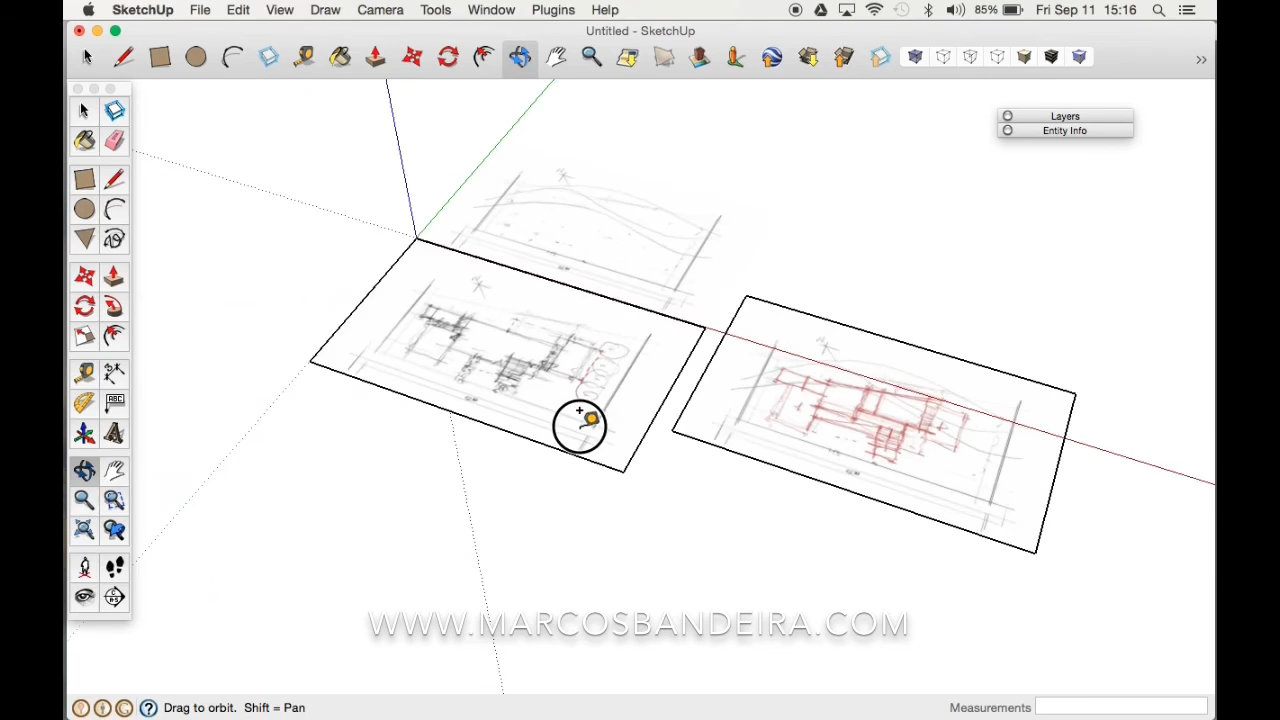 SketchUp File Edit View Draw Camera Tools Window Plugins Help 85% Fri Sep 11 15:16
Untitled - SketchUp
Layers
Entity Info
ABC
WWW.MARCOSBANDEIRA.COM
Drag to orbit. Shift = Pan
Measurements